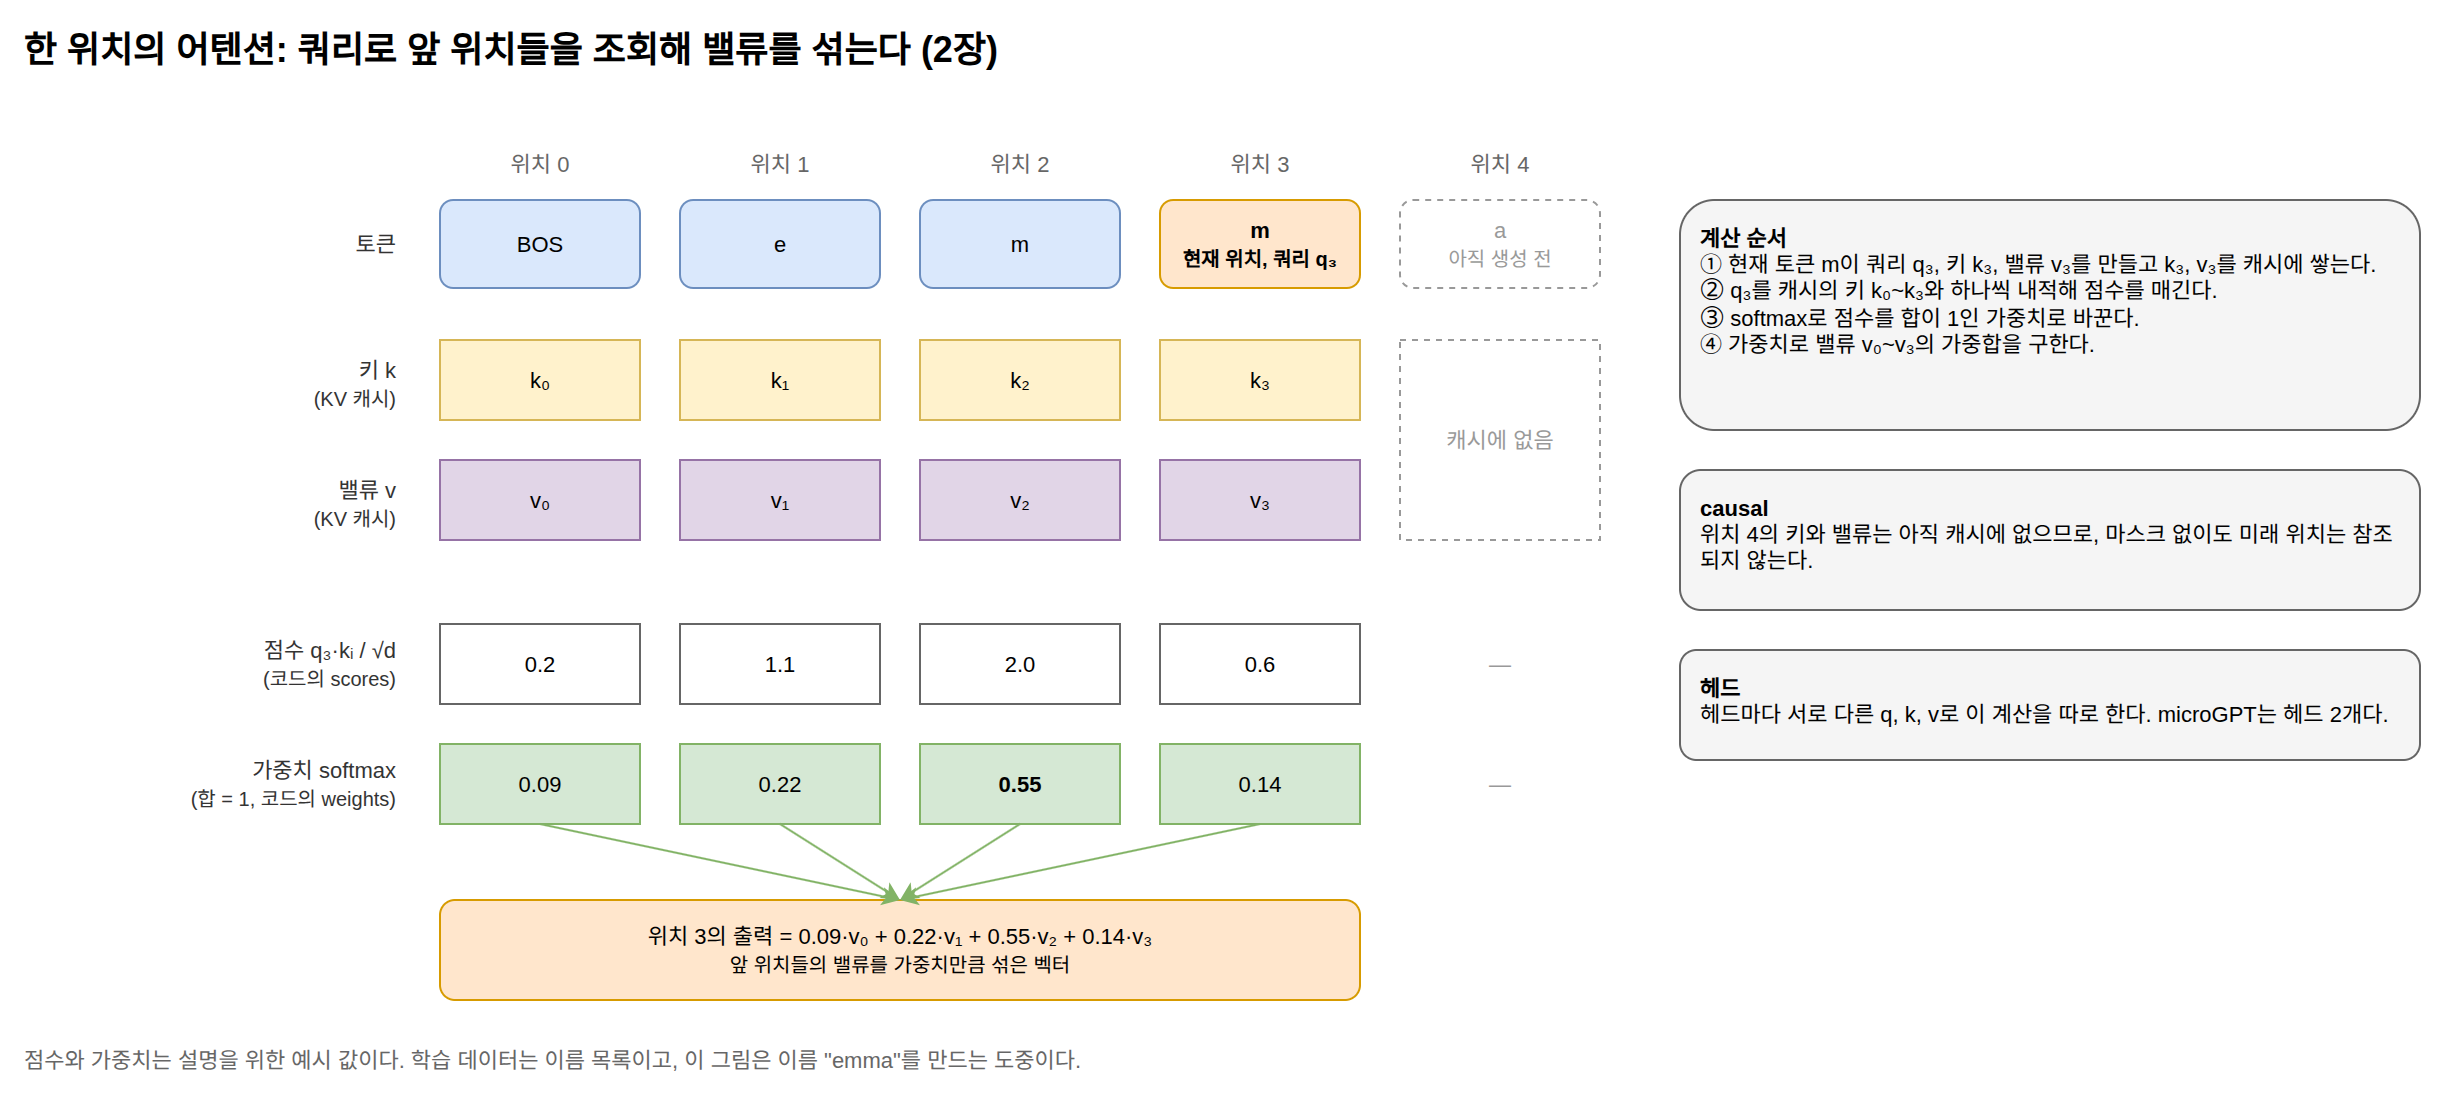 한 위치의 어텐션: 쿼리로 앞 위치들을 조회해 밸류를 섞는다 (2장)
위치 0
위치 1
위치 2
위치 3
위치 4
토큰
BOS
e
m
m
현재 위치, 쿼리 q₃
a
아직 생성 전
키 k
(KV 캐시)
k₀
k₁
k₂
k₃
캐시에 없음
밸류 v
(KV 캐시)
v₀
v₁
v₂
v₃
점수 q₃·kᵢ / √d
(코드의 scores)
0.2
1.1
2.0
0.6
—
가중치 softmax
(합 = 1, 코드의 weights)
0.09
0.22
0.55
0.14
—
위치 3의 출력 = 0.09·v₀ + 0.22·v₁ + 0.55·v₂ + 0.14·v₃
앞 위치들의 밸류를 가중치만큼 섞은 벡터
계산 순서
① 현재 토큰 m이 쿼리 q₃, 키 k₃, 밸류 v₃를 만들고 k₃, v₃를 캐시에 쌓는다.
② q₃를 캐시의 키 k₀~k₃와 하나씩 내적해 점수를 매긴다.
③ softmax로 점수를 합이 1인 가중치로 바꾼다.
④ 가중치로 밸류 v₀~v₃의 가중합을 구한다.
causal
위치 4의 키와 밸류는 아직 캐시에 없으므로, 마스크 없이도 미래 위치는 참조
되지 않는다.
헤드
헤드마다 서로 다른 q, k, v로 이 계산을 따로 한다. microGPT는 헤드 2개다.
점수와 가중치는 설명을 위한 예시 값이다. 학습 데이터는 이름 목록이고, 이 그림은 이름 "emma"를 만드는 도중이다.